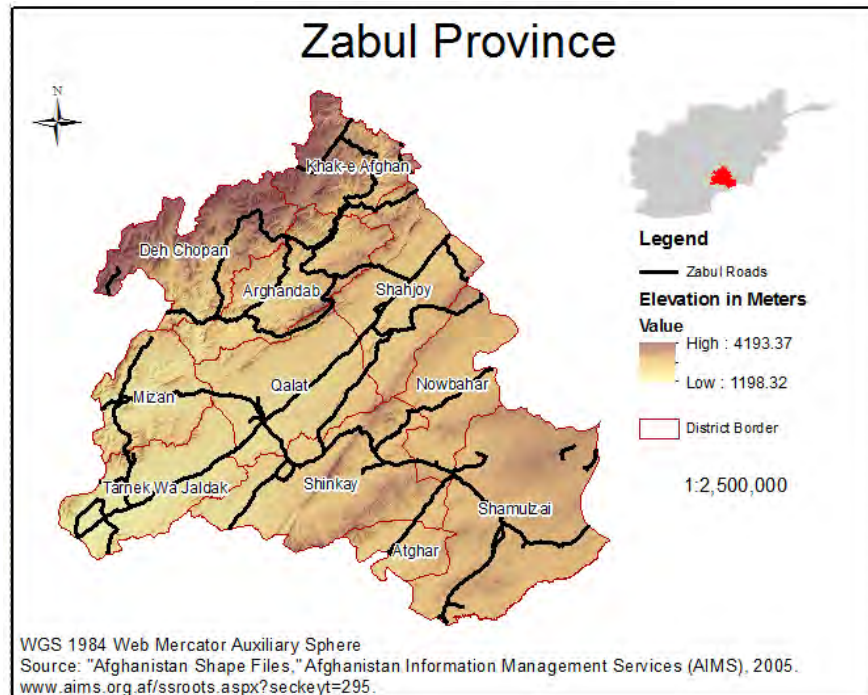 Zabul Province
N
Khak-e Afghan
Deh Chopan
Arghandab
Shahjoy
Mizan
Qalat
Nowbahar
Tarnek Wa Jaldak
Shinkay
Shamulzai
Atghar
Legend
Zabul Roads
Elevation in Meters
Value
High : 4193.37
Low : 1198.32
District Border
1:2,500,000
WGS 1984 Web Mercator Auxiliary Sphere
Source: "Afghanistan Shape Files," Afghanistan Information Management Services (AIMS), 2005.
www.aims.org.af/ssroots.aspx?seckeyt=295.